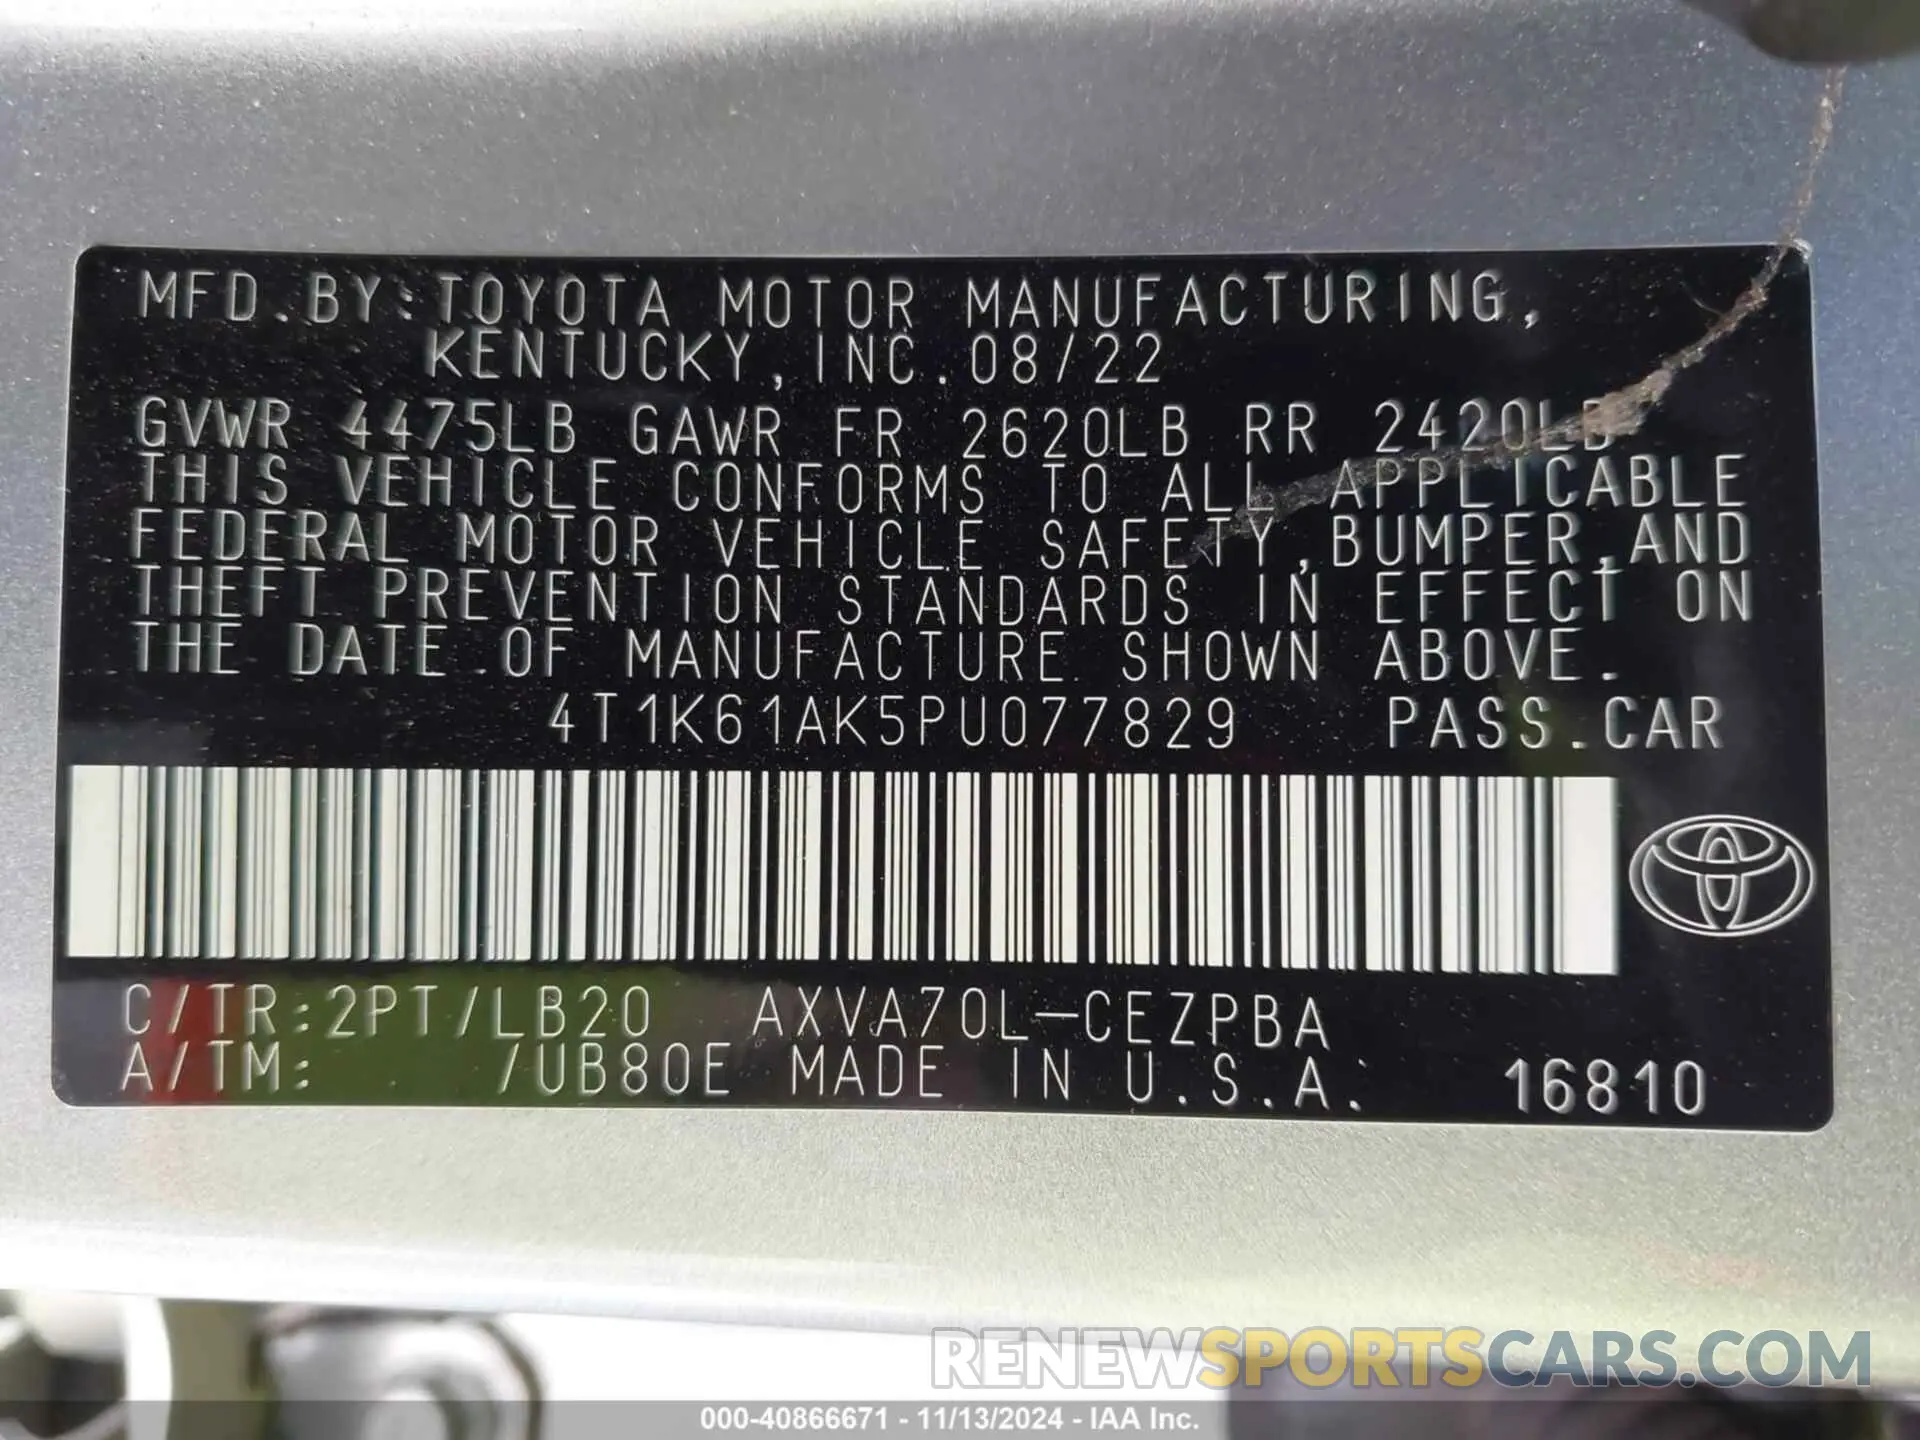 MFD.BY:TOYOTA MOTOR MANUFACTURING,
KENTUCKY,INC.08/22
GVWR 4475LB GAWR FR 2620LB RR 2420LB
THIS VEHICLE CONFORMS TO ALL APPLICABLE
FEDERAL MOTOR VEHICLE SAFETY,BUMPER,AND
THEFT PREVENTION STANDARDS IN EFFECT ON
THE DATE OF MANUFACTURE SHOWN ABOVE.
4T1K61AK5PU077829 PASS.CAR
C/TR:2PT/LB20 AXVA70L-CEZPBA
A/TM: /UB80E MADE IN U.S.A. 16810
RENEWSPORTSCARS.COM
000-40866671 - 11/13/2024 - IAA Inc.